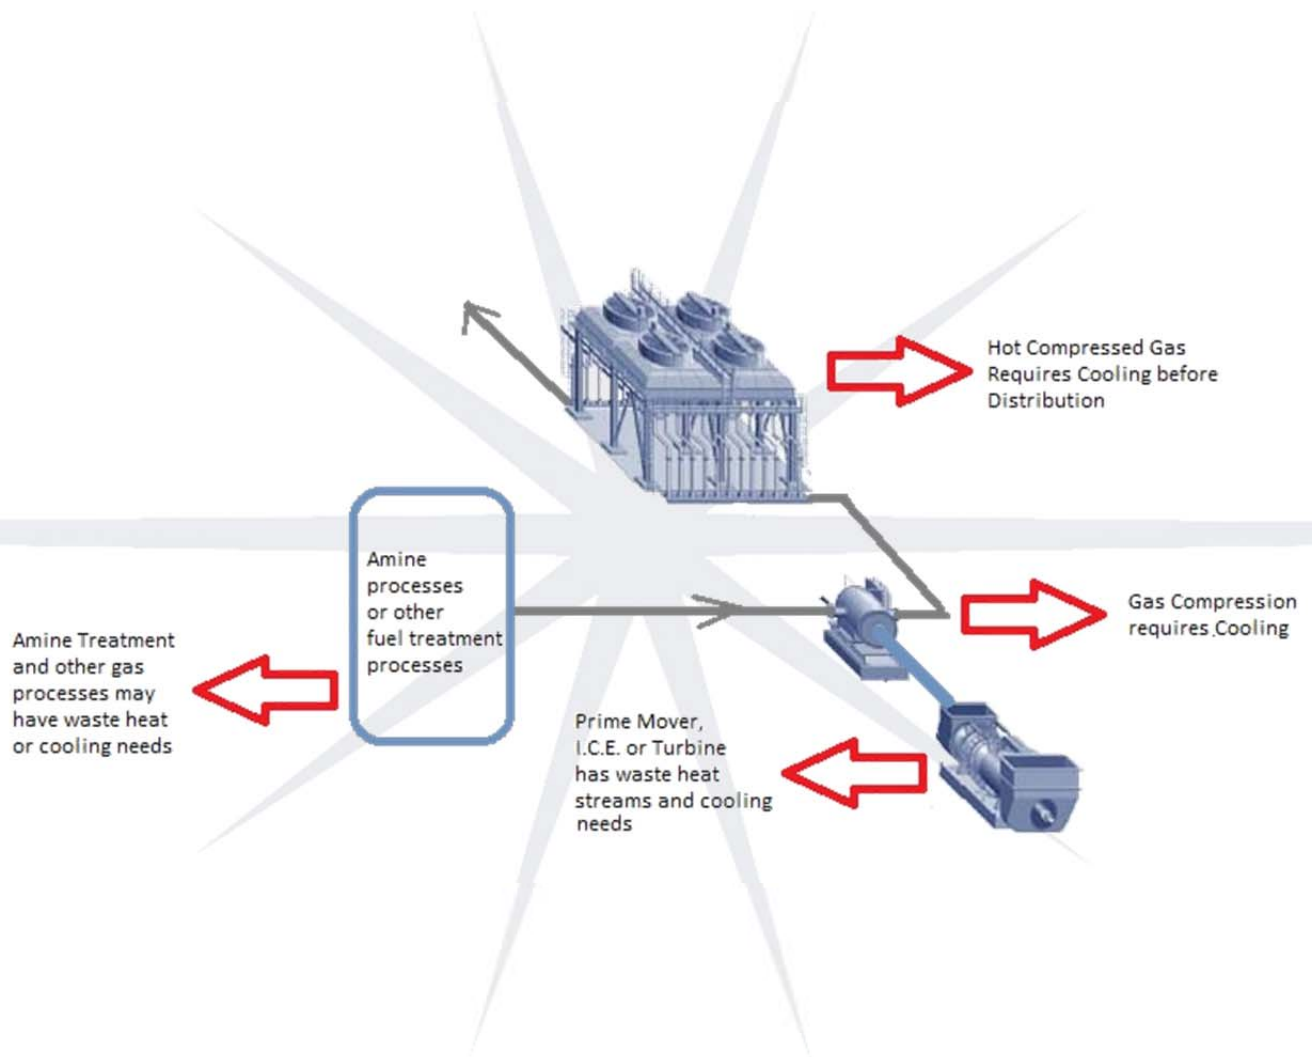 Hot Compressed Gas
Requires Cooling before
Distribution
Amine
processes
or other
fuel treatment
processes
Gas Compression
requires.Cooling
Amine Treatment
and other gas
processes may
have waste heat
or cooling needs
Prime Mover,
I.C.E. or Turbine
has waste heat
streams and cooling
needs